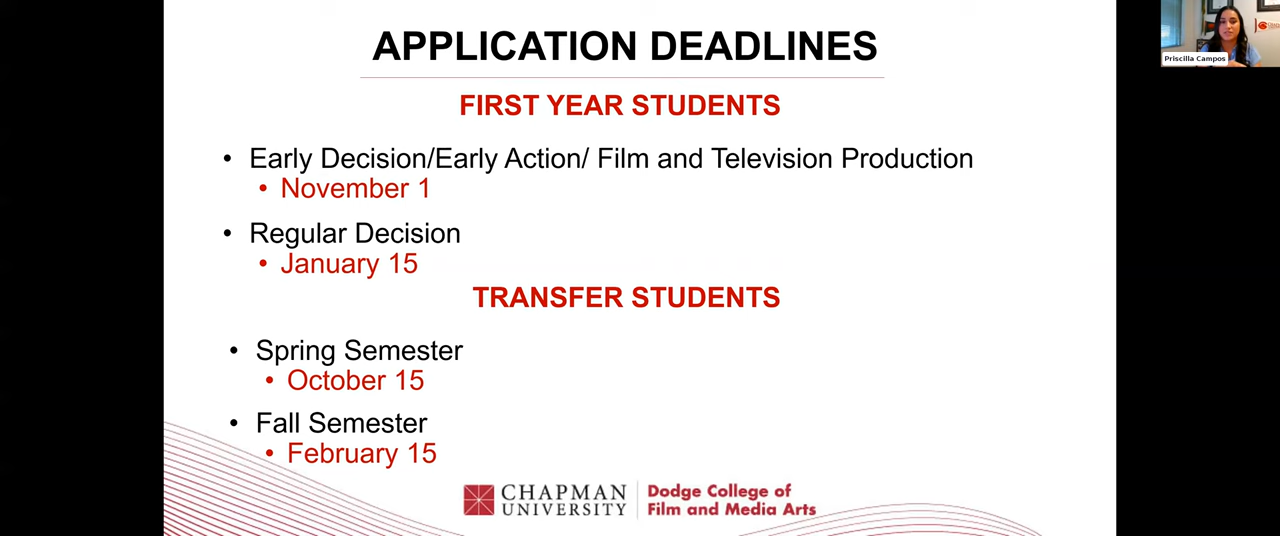 APPLICATION DEADLINES
Priscilla Campos
FIRST YEAR STUDENTS
• Early Decision/Early Action/ Film and Television Production
• November 1
• Regular Decision
• January 15
TRANSFER STUDENTS
• Spring Semester
• October 15
• Fall Semester
• February 15
CHAPMAN
UNIVERSITY
Dodge College of
Film and Media Arts